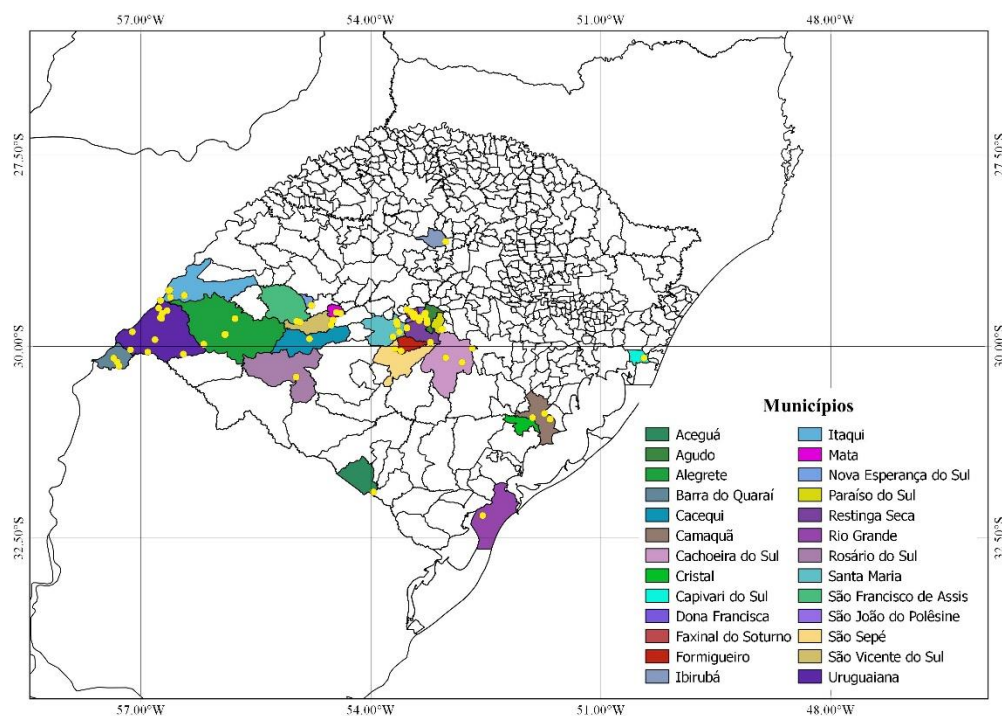 57.00°W 54.00°W 51.00°W 48.00°W
27.50°S 27.50°S
30.00°S 30.00°S
Municípios
Aceguá Itaqui
Agudo Mata
Alegrete Nova Esperança do Sul
Barra do Quaraí Paraíso do Sul
Cacequi Restinga Seca
32.50°S Camaquã Rio Grande 32.50°S
Cachoeira do Sul Rosário do Sul
Cristal Santa Maria
Capivari do Sul São Francisco de Assis
Dona Francisca São João do Polêsine
Faxinal do Soturno São Sepé
Formigueiro São Vicente do Sul
Ibirubá Uruguaiana
57.00°W 54.00°W 51.00°W 48.00°W